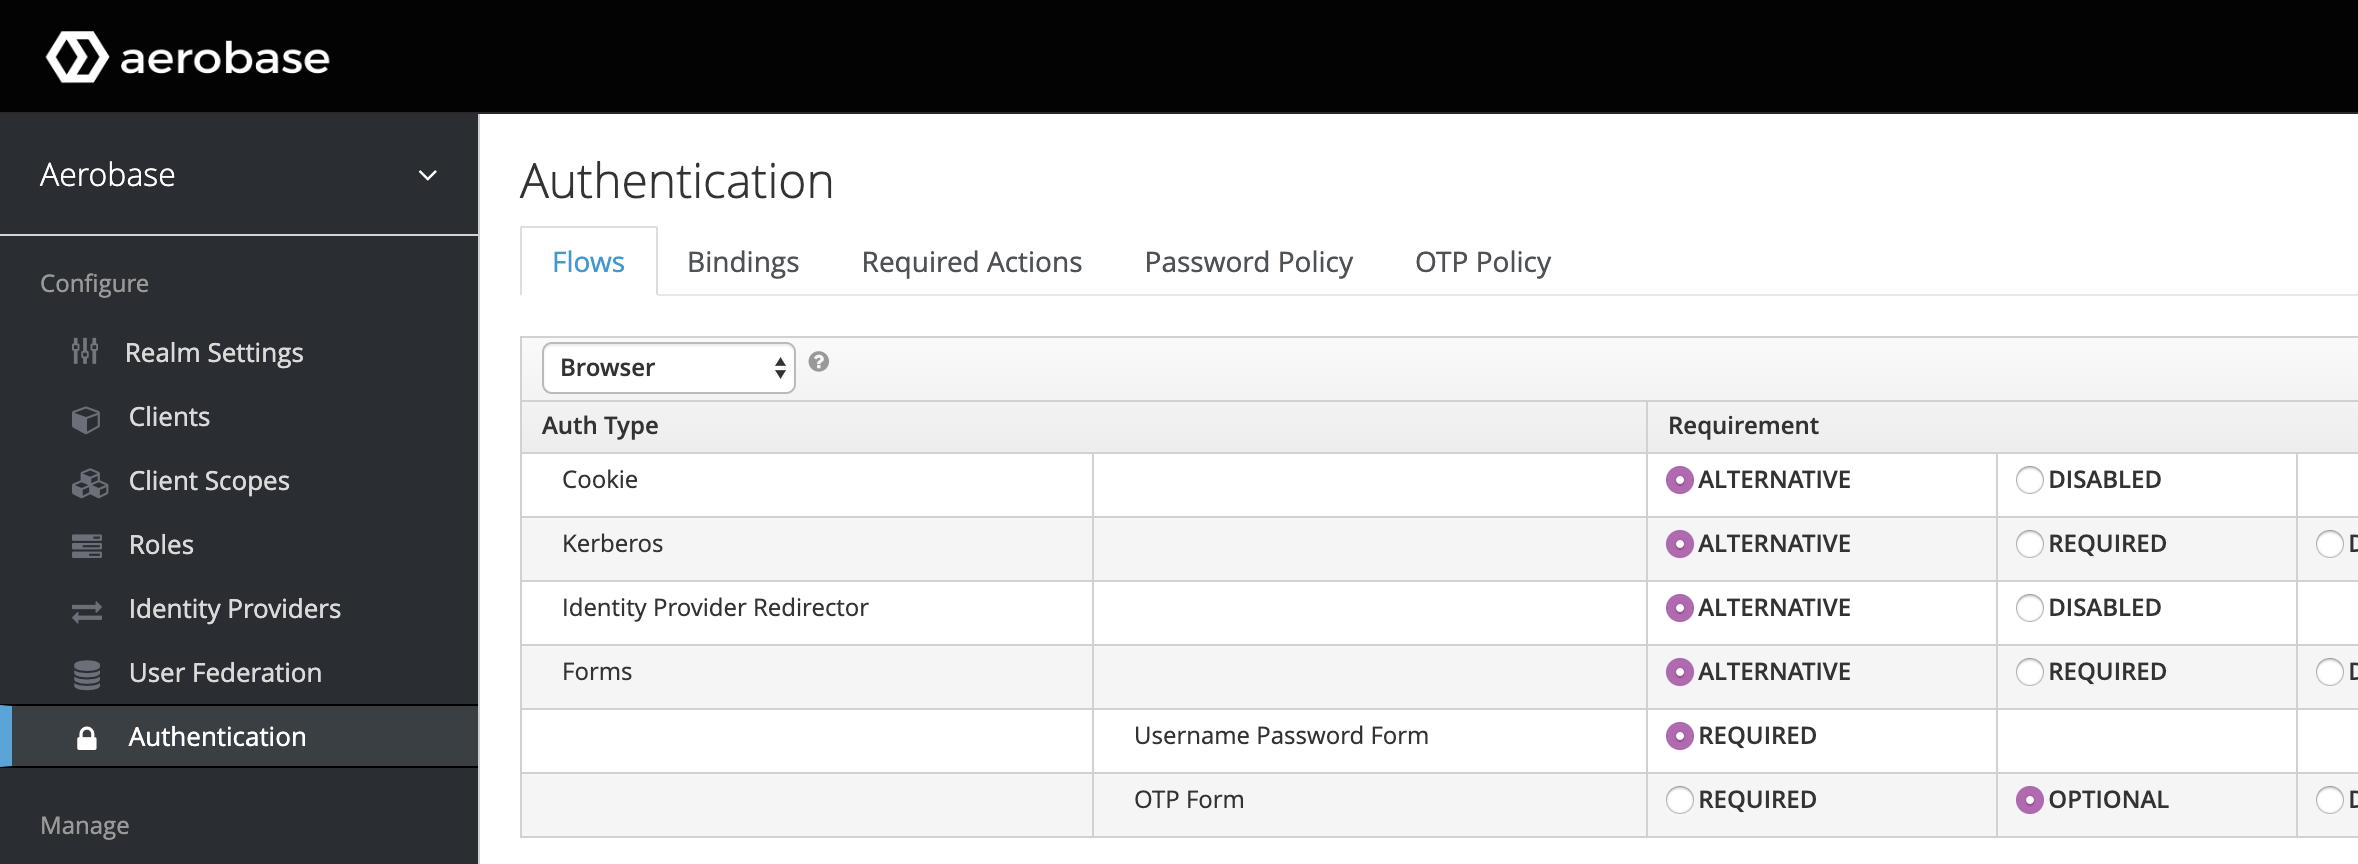 aerobase
Aerobase
Configure
Realm Settings
Clients
Client Scopes
Roles
Identity Providers
User Federation
Authentication
Manage
Authentication
Flows Bindings Required Actions Password Policy OTP Policy
Browser ?
Auth Type Requirement
Cookie ALTERNATIVE DISABLED
Kerberos ALTERNATIVE REQUIRED
Identity Provider Redirector ALTERNATIVE DISABLED
Forms ALTERNATIVE REQUIRED
Username Password Form REQUIRED
OTP Form REQUIRED OPTIONAL